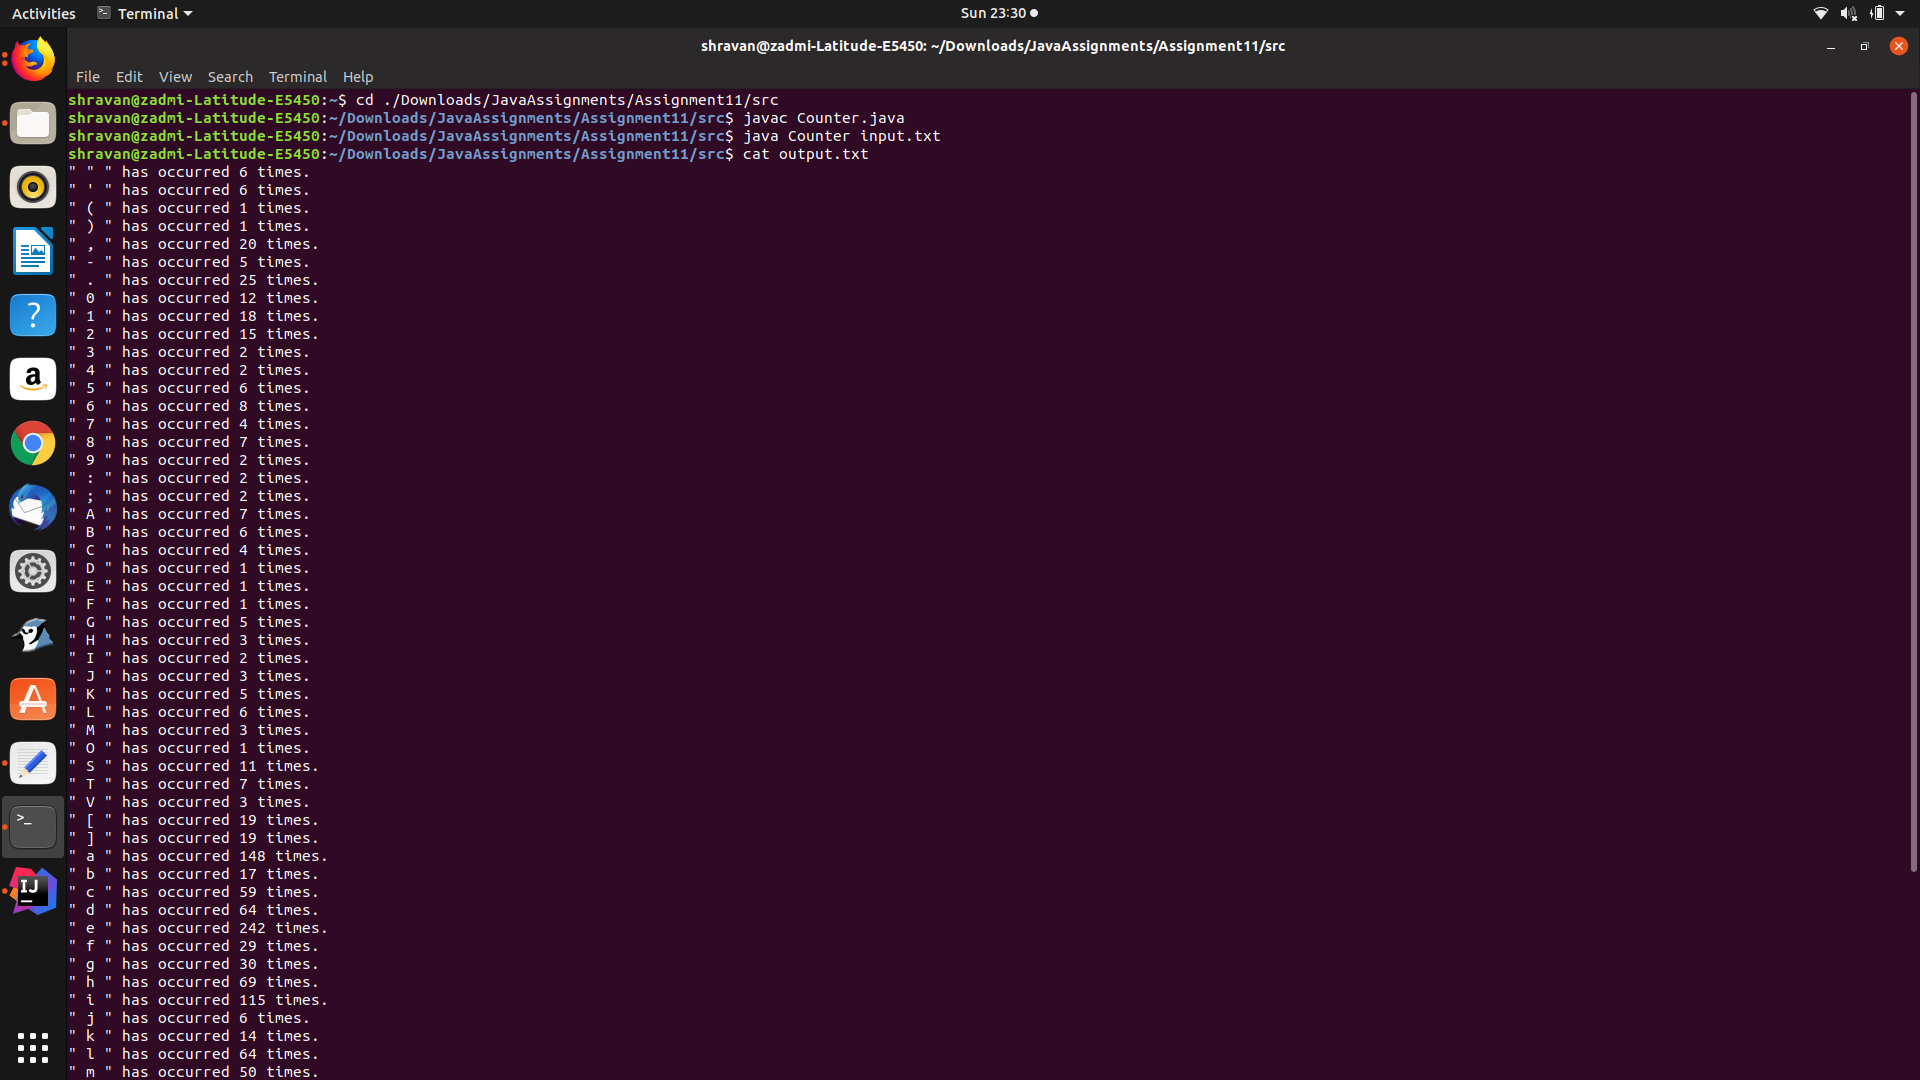 Activities
Terminal
Sun 23:30
shravan@zadmi-Latitude-E5450: ~/Downloads/JavaAssignments/Assignment11/src
File Edit View Search Terminal Help
shravan@zadmi-Latitude-E5450:~$ cd ./Downloads/JavaAssignments/Assignment11/src
shravan@zadmi-Latitude-E5450:~/Downloads/JavaAssignments/Assignment11/src$ javac Counter.java
shravan@zadmi-Latitude-E5450:~/Downloads/JavaAssignments/Assignment11/src$ java Counter input.txt
shravan@zadmi-Latitude-E5450:~/Downloads/JavaAssignments/Assignment11/src$ cat output.txt
" " " has occurred 6 times.
" ' " has occurred 6 times.
" ( " has occurred 1 times.
" ) " has occurred 1 times.
" , " has occurred 20 times.
" - " has occurred 5 times.
" . " has occurred 25 times.
" 0 " has occurred 12 times.
" 1 " has occurred 18 times.
" 2 " has occurred 15 times.
" 3 " has occurred 2 times.
" 4 " has occurred 2 times.
" 5 " has occurred 6 times.
" 6 " has occurred 8 times.
" 7 " has occurred 4 times.
" 8 " has occurred 7 times.
" 9 " has occurred 2 times.
" : " has occurred 2 times.
" ; " has occurred 2 times.
" A " has occurred 7 times.
" B " has occurred 6 times.
" C " has occurred 4 times.
" D " has occurred 1 times.
" E " has occurred 1 times.
" F " has occurred 1 times.
" G " has occurred 5 times.
" H " has occurred 3 times.
" I " has occurred 2 times.
" J " has occurred 3 times.
" K " has occurred 5 times.
" L " has occurred 6 times.
" M " has occurred 3 times.
" O " has occurred 1 times.
" S " has occurred 11 times.
" T " has occurred 7 times.
" V " has occurred 3 times.
" [ " has occurred 19 times.
" ] " has occurred 19 times.
" a " has occurred 148 times.
" b " has occurred 17 times.
" c " has occurred 59 times.
" d " has occurred 64 times.
" e " has occurred 242 times.
" f " has occurred 29 times.
" g " has occurred 30 times.
" h " has occurred 69 times.
" i " has occurred 115 times.
" j " has occurred 6 times.
" k " has occurred 14 times.
" l " has occurred 64 times.
" m " has occurred 50 times.
?
a
>_
IJ